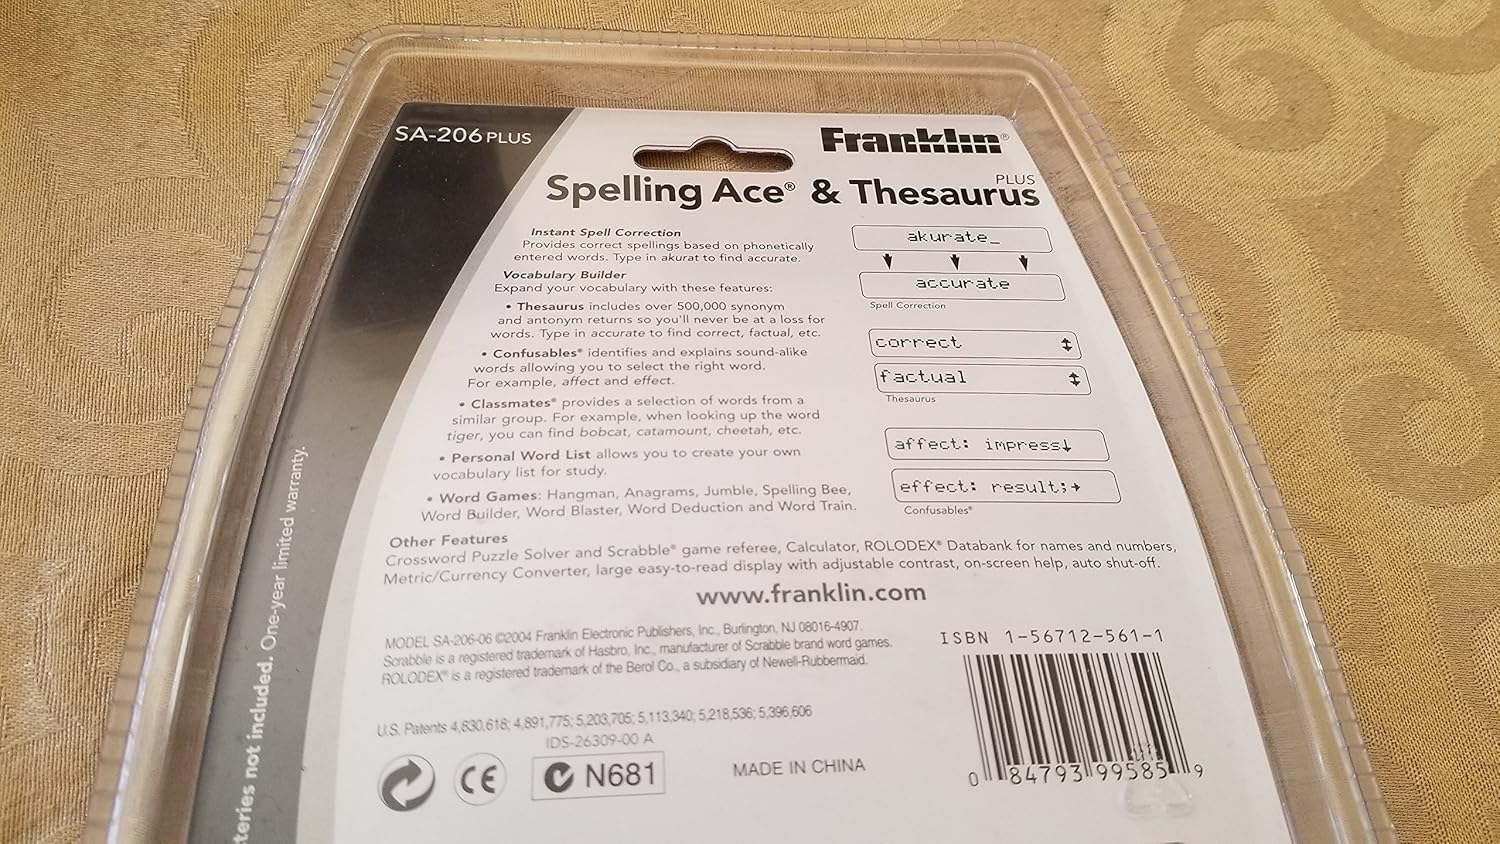 SA-206 PLUS
Franklin®
Spelling Ace® & Thesaurus PLUS
Instant Spell Correction
Provides correct spellings based on phonetically
entered words. Type in akurat to find accurate.
Vocabulary Builder
Expand your vocabulary with these features:
• Thesaurus includes over 500,000 synonym
and antonym returns so you'll never be at a loss for
words. Type in accurate to find correct, factual, etc.
• Confusables® identifies and explains sound-alike
words allowing you to select the right word.
For example, affect and effect.
• Classmates® provides a selection of words from a
similar group. For example, when looking up the word
tiger, you can find bobcat, catamount, cheetah, etc.
• Personal Word List allows you to create your own
vocabulary list for study.
• Word Games: Hangman, Anagrams, Jumble, Spelling Bee,
Word Builder, Word Blaster, Word Deduction and Word Train.
akurate_
accurate
Spell Correction
correct
factual
Thesaurus
affect: impress↓
effect: result;→
Confusables®
Other Features
Crossword Puzzle Solver and Scrabble® game referee, Calculator, ROLODEX® Databank for names and numbers,
Metric/Currency Converter, large easy-to-read display with adjustable contrast, on-screen help, auto shut-off.
www.franklin.com
MODEL SA-206-06 ©2004 Franklin Electronic Publishers, Inc., Burlington, NJ 08016-4907.
Scrabble is a registered trademark of Hasbro, Inc., manufacturer of Scrabble brand word games.
ROLODEX® is a registered trademark of the Berol Co., a subsidiary of Newell-Rubbermaid.
U.S. Patents 4,830,618; 4,891,775; 5,203,705; 5,113,340; 5,218,536; 5,396,606
IDS-26309-00 A
CE
N681
MADE IN CHINA
ISBN 1-56712-561-1
0 84793 99585 9
not included. One-year limited warranty.